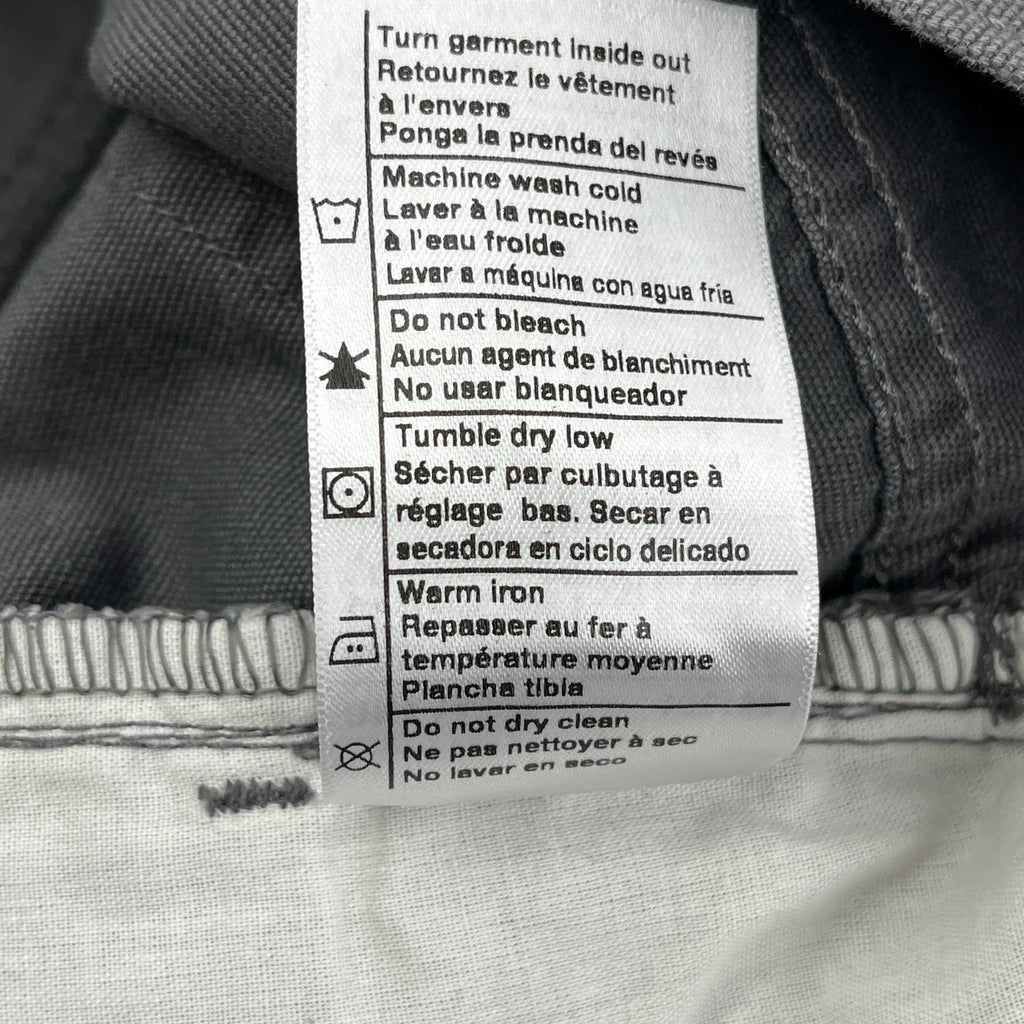 Turn garment inside out
Retournez le vêtement
à l'envers
Ponga la prenda del revés
Machine wash cold
Laver à la machine
à l'eau froide
Lavar a máquina con agua fría
Do not bleach
Aucun agent de blanchiment
No usar blanqueador
Tumble dry low
Sécher par culbutage à
réglage bas. Secar en
secadora en ciclo delicado
Warm iron
Repasser au fer à
température moyenne
Plancha tibia
Do not dry clean
Ne pas nettoyer à sec
No lavar en seco